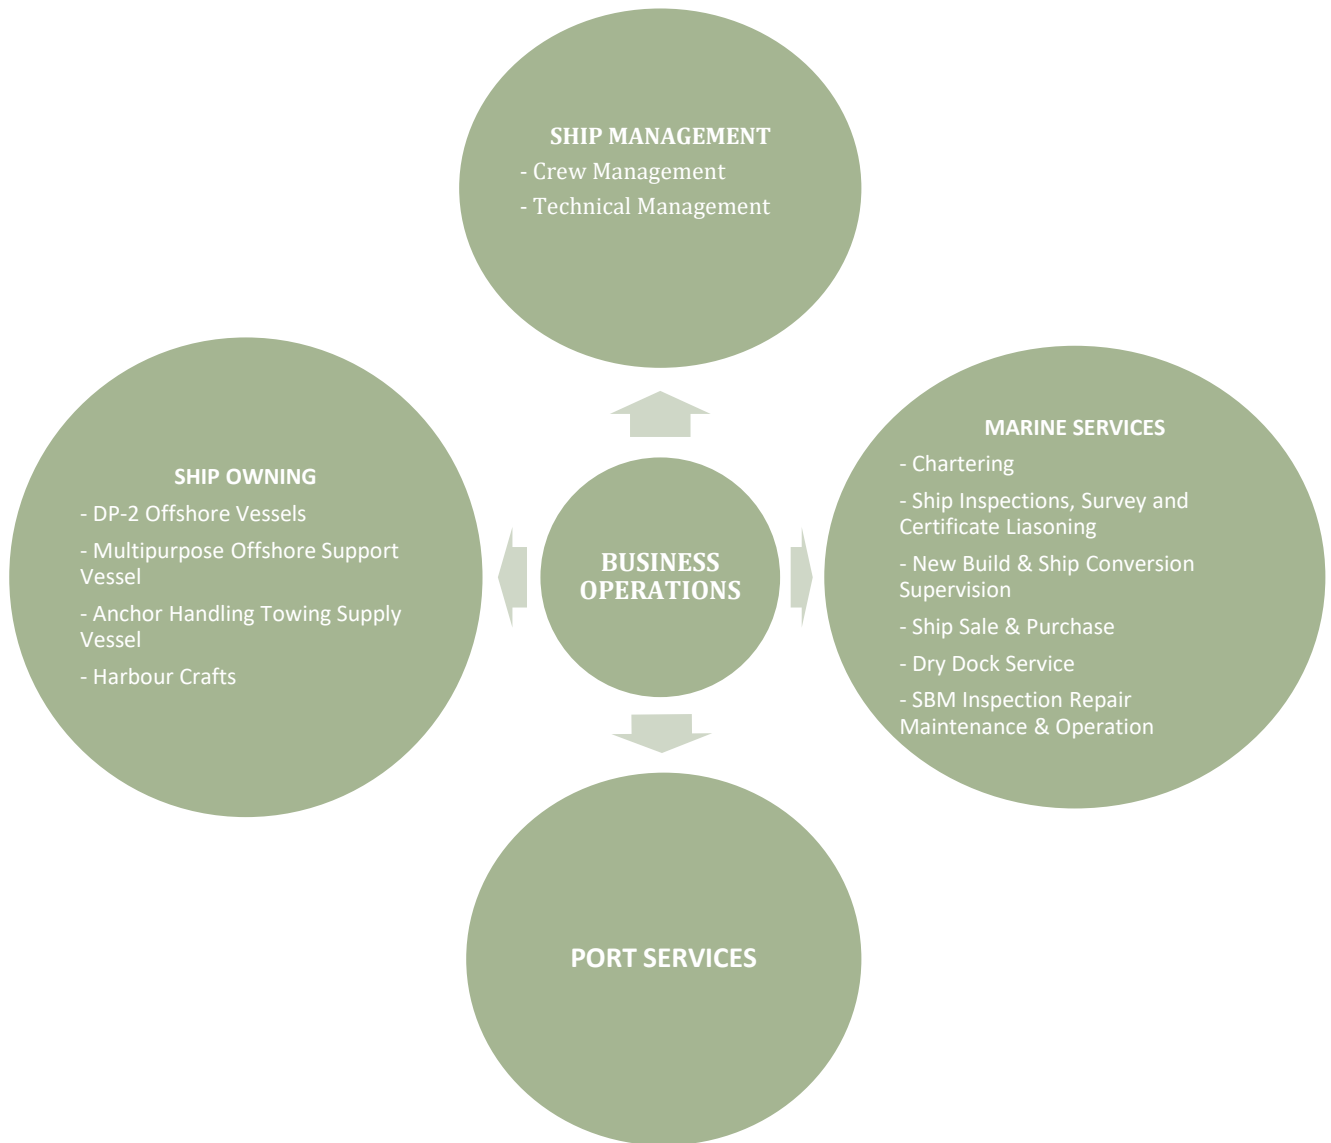 SHIP MANAGEMENT
- Crew Management
- Technical Management
SHIP OWNING
- DP-2 Offshore Vessels
- Multipurpose Offshore Support
Vessel
- Anchor Handling Towing Supply
Vessel
- Harbour Crafts
BUSINESS
OPERATIONS
MARINE SERVICES
- Chartering
- Ship Inspections, Survey and
Certificate Liasoning
- New Build & Ship Conversion
Supervision
- Ship Sale & Purchase
- Dry Dock Service
- SBM Inspection Repair
Maintenance & Operation
PORT SERVICES